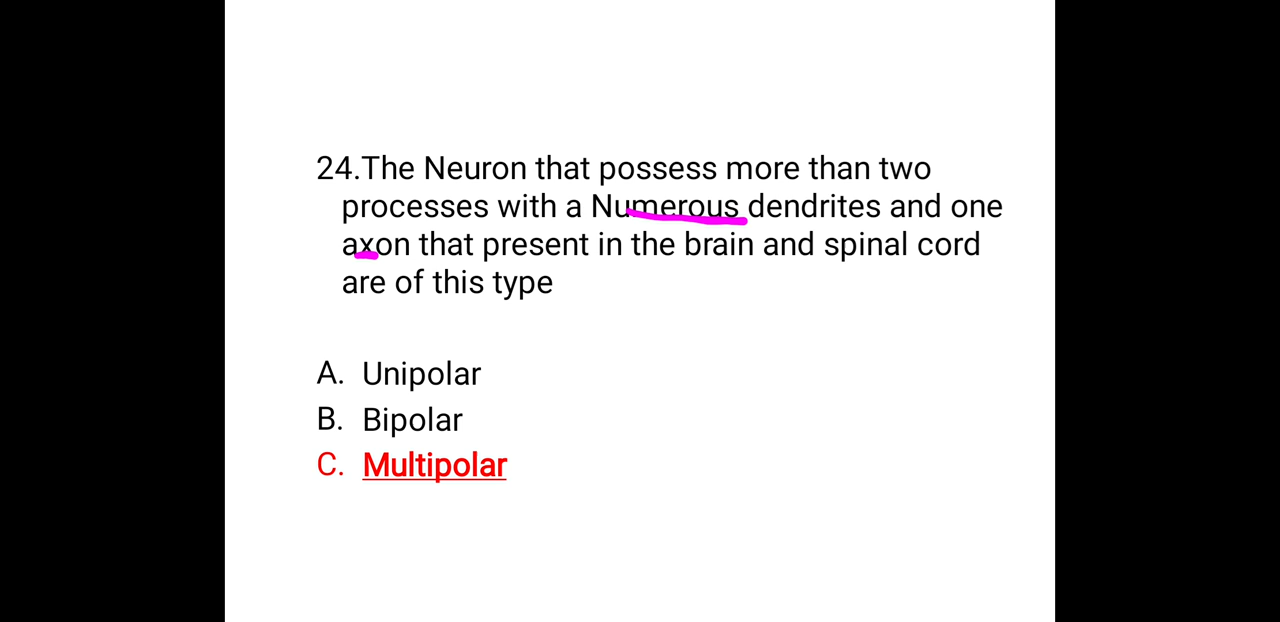 24.The Neuron that possess more than two
processes with a Numerous dendrites and one
axon that present in the brain and spinal cord
are of this type
A. Unipolar
B. Bipolar
C. Multipolar